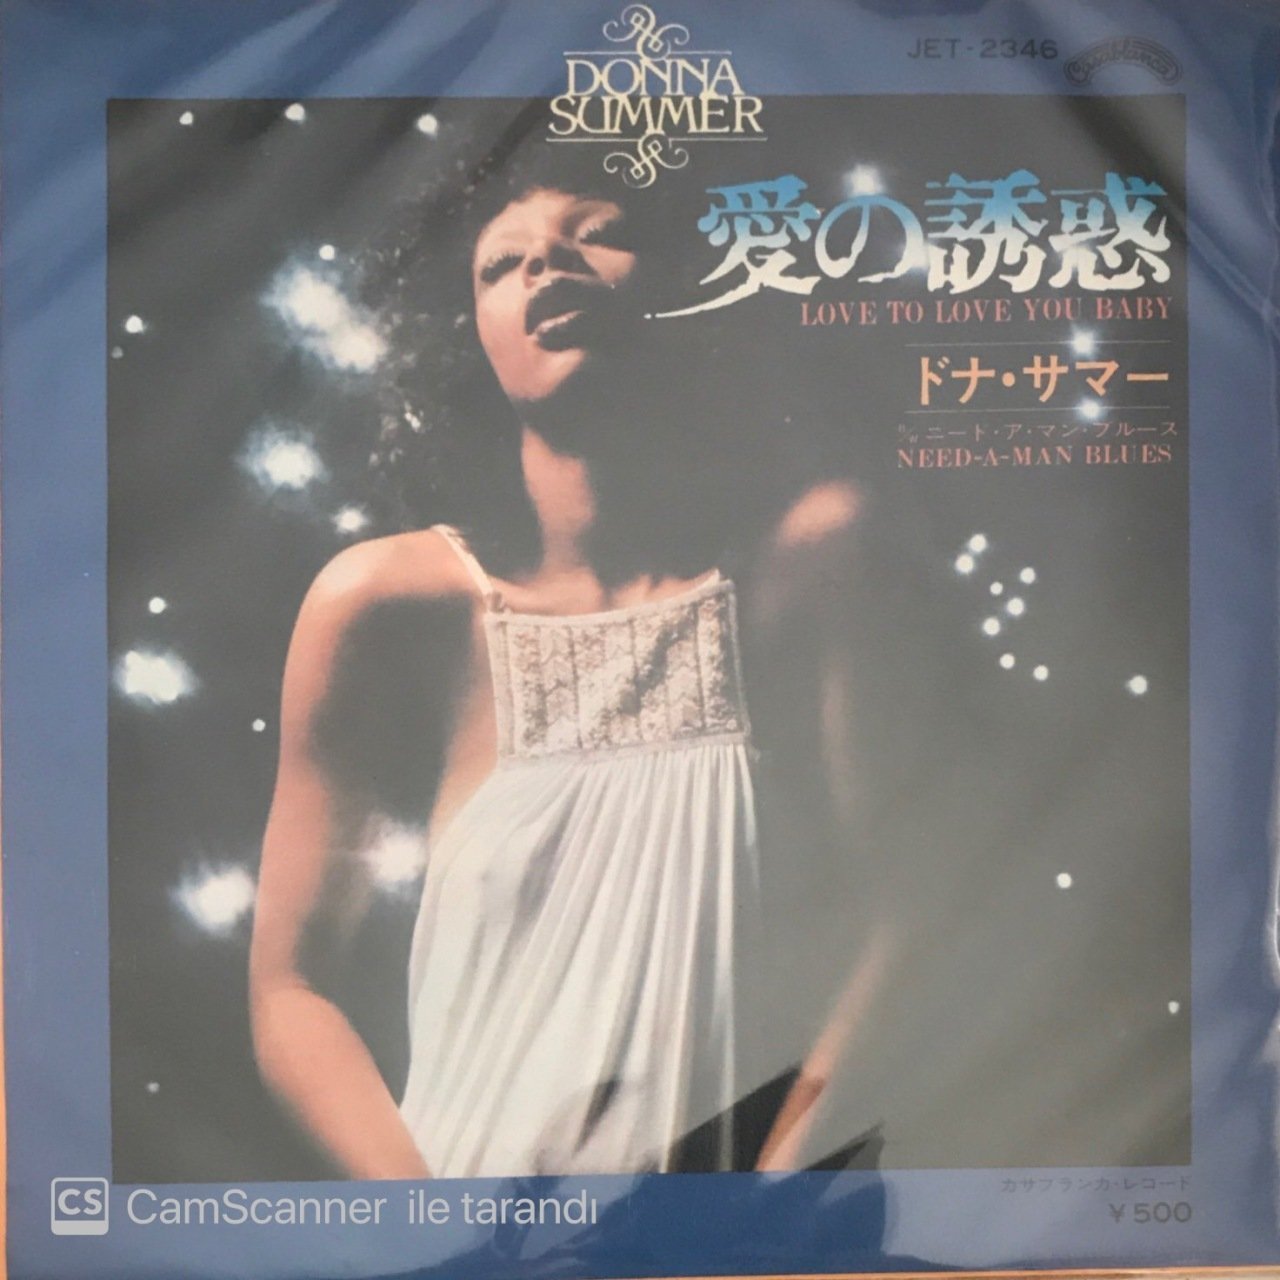 DONNA
SUMMER
JET-2346
Casablanca
愛の誘惑
LOVE TO LOVE YOU BABY
ドナ・サマー
B/W ニード・ア・マン・ブルース
NEED-A-MAN BLUES
カサブランカ・レコード
¥500
CS CamScanner ile tarandı